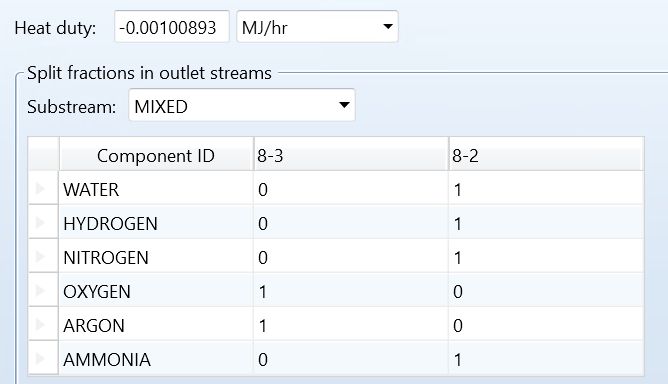 Heat duty: -0.00100893 MJ/hr
Split fractions in outlet streams
Substream: MIXED
Component ID 8-3 8-2
WATER 0 1
HYDROGEN 0 1
NITROGEN 0 1
OXYGEN 1 0
ARGON 1 0
AMMONIA 0 1